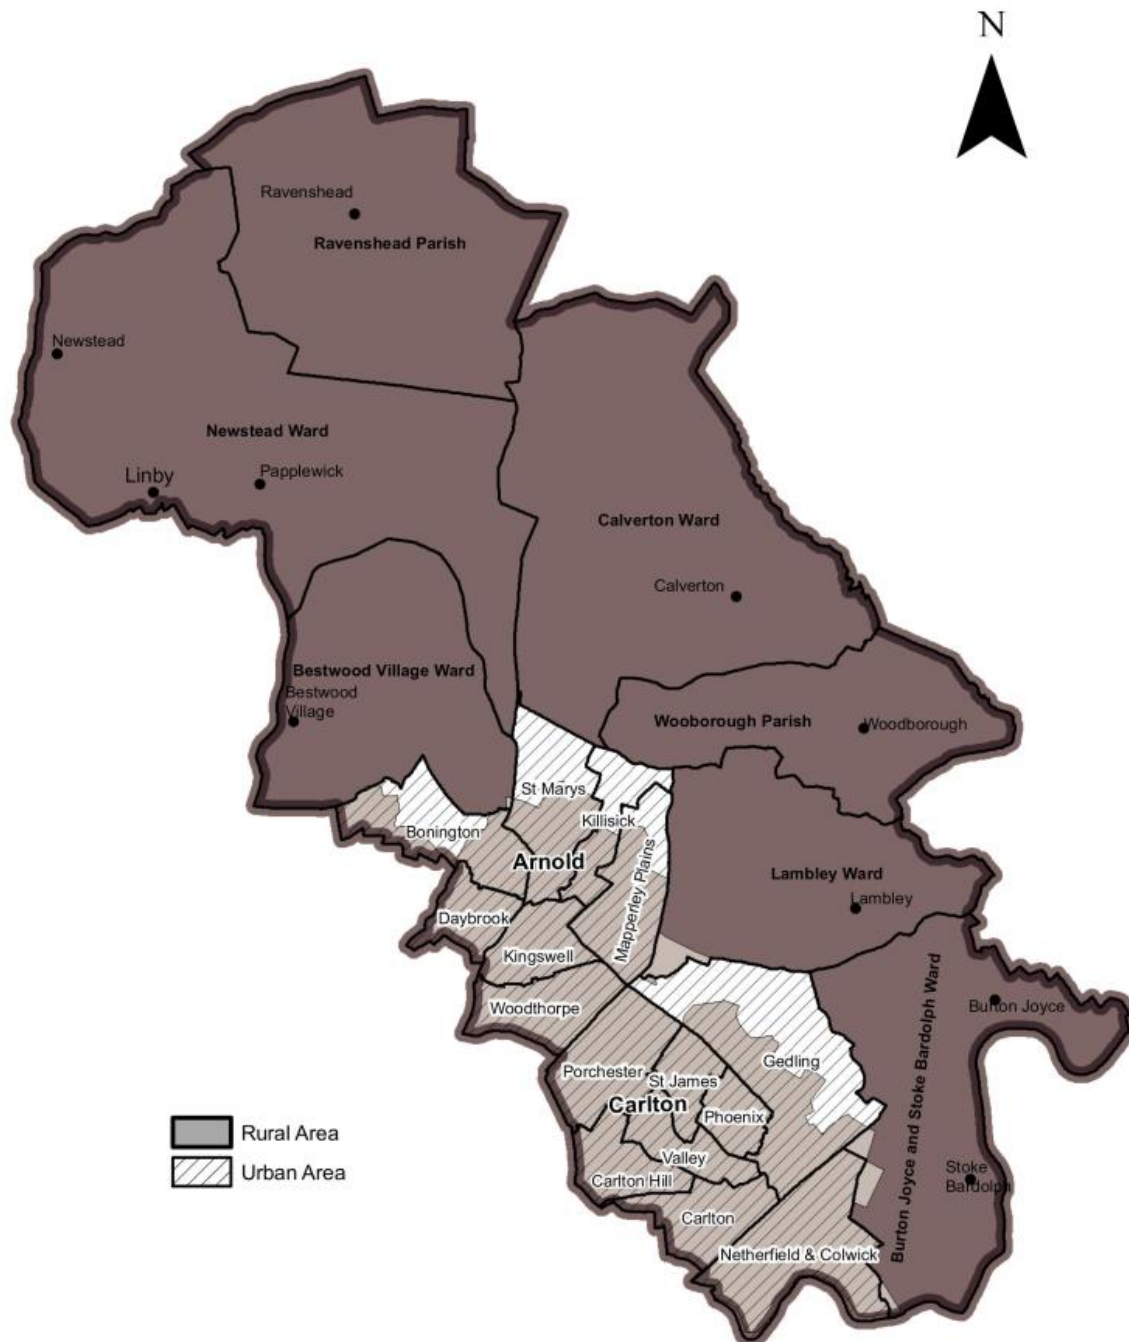 N
Ravenshead
Ravenshead Parish
Newstead
Newstead Ward
Linby
Papplewick
Calverton Ward
Calverton
Bestwood Village Ward
Bestwood
Village
Wooborough Parish
Woodborough
St Marys
Killisick
Bonington
Arnold
Mapperley Plains
Lambley Ward
Lambley
Daybrook
Kingswell
Woodthorpe
Burton Joyce
Burton Joyce and Stoke Bardolph Ward
Gedling
Porchester
St James
Carlton
Phoenix
Rural Area
Valley
Urban Area
Carlton Hill
Stoke
Bardolph
Carlton
Netherfield & Colwick